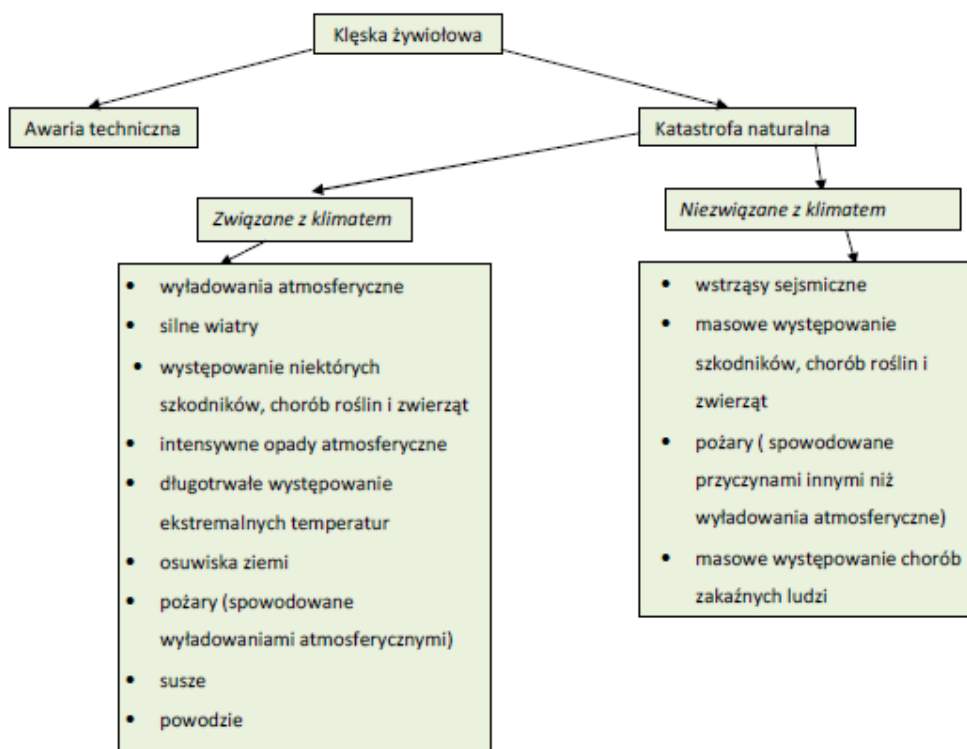 Klęska żywiołowa
Awaria techniczna
Katastrofa naturalna
Związane z klimatem
Niezwiązane z klimatem
• wyładowania atmosferyczne
• silne wiatry
• występowanie niektórych
szkodników, chorób roślin i zwierząt
• intensywne opady atmosferyczne
• długotrwałe występowanie
ekstremalnych temperatur
• osuwiska ziemi
• pożary (spowodowane
wyładowaniami atmosferycznymi)
• susze
• powodzie
• wstrząsy sejsmiczne
• masowe występowanie
szkodników, chorób roślin i
zwierząt
• pożary ( spowodowane
przyczynami innymi niż
wyładowania atmosferyczne)
• masowe występowanie chorób
zakaźnych ludzi